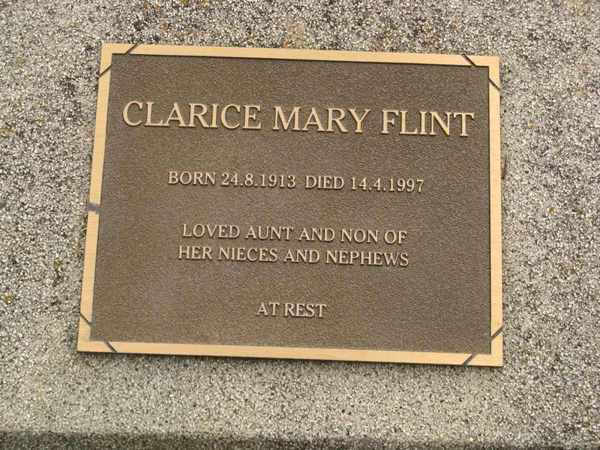 CLARICE MARY FLINT
BORN 24.8.1913 DIED 14.4.1997
LOVED AUNT AND NON OF
HER NIECES AND NEPHEWS
AT REST